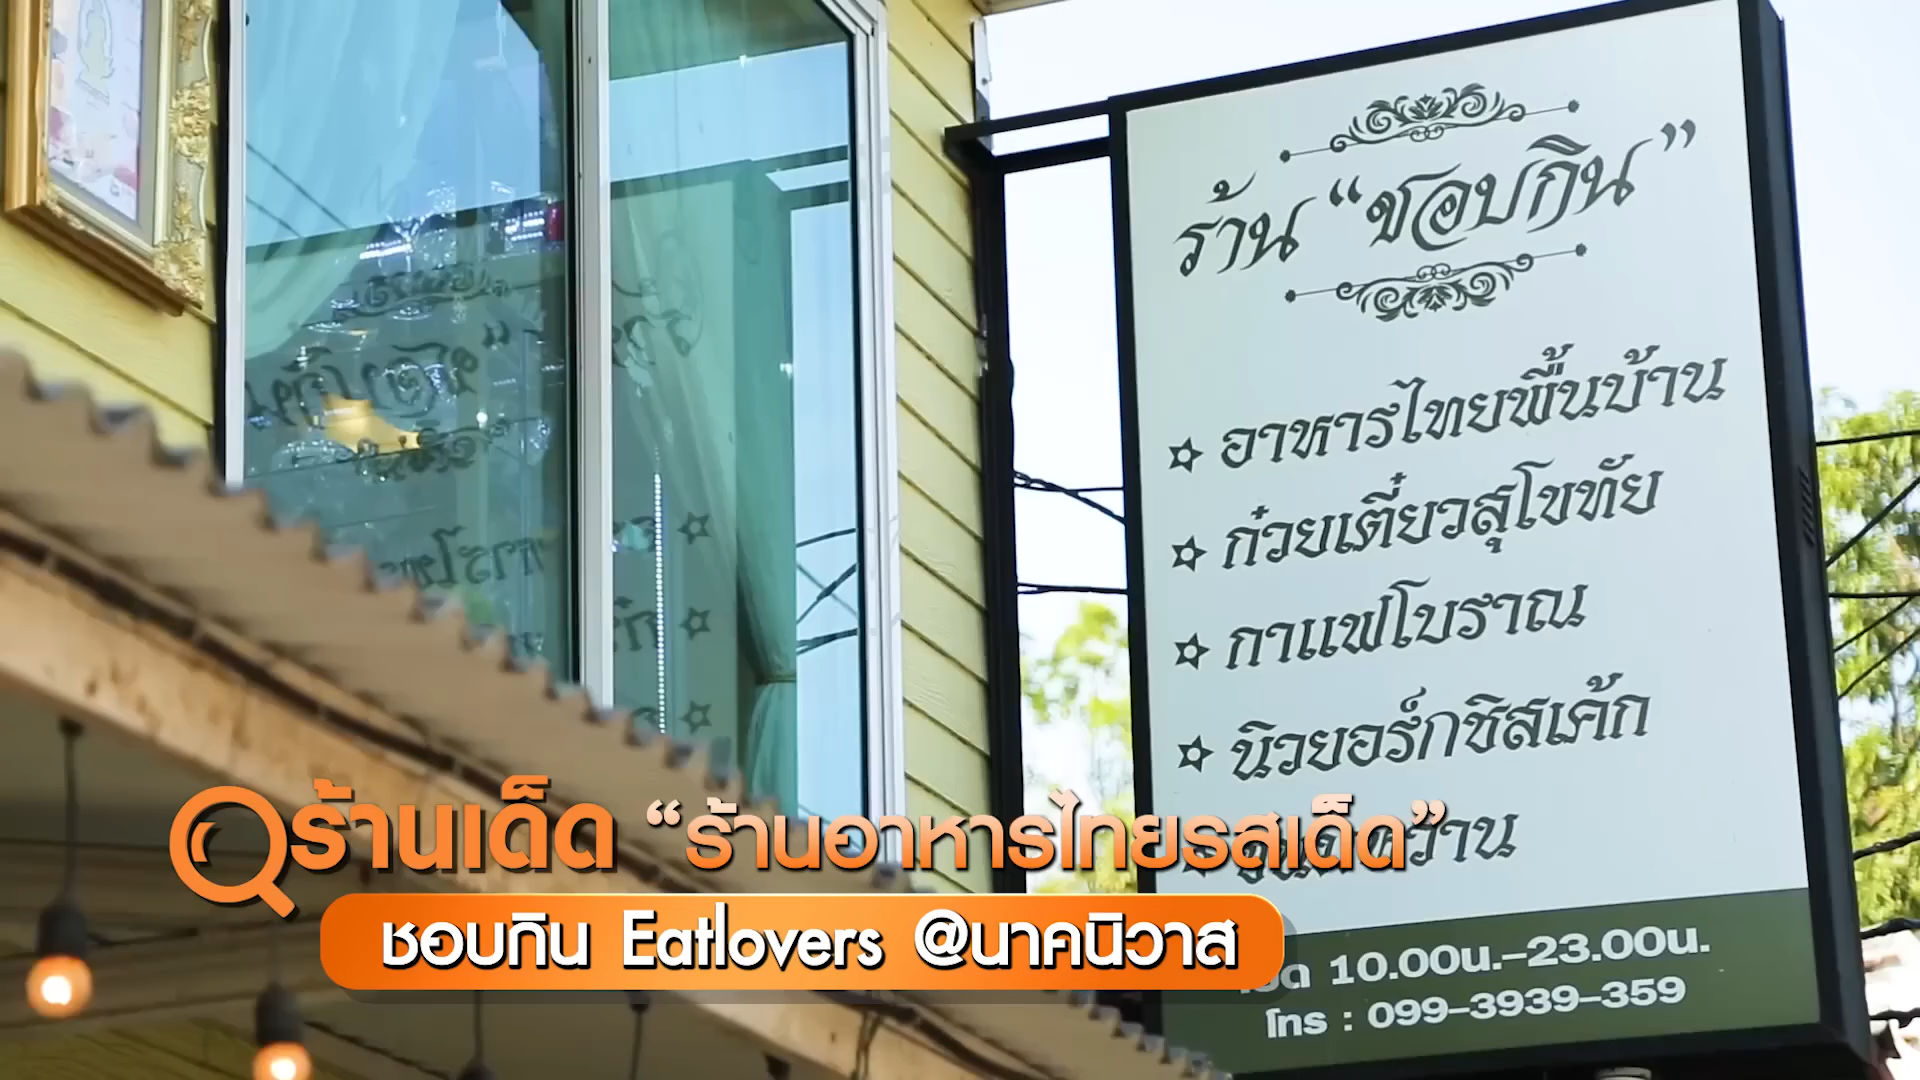 ร้าน “ชอบกิน”
อาหารไทยพื้นบ้าน
ก๋วยเตี๋ยวสุโขทัย
กาแฟโบราณ
นิวยอร์กชิสเค้ก
ร้านเด็ด “ร้านอาหารไทยรสเด็ด”
ชอบกิน Eatlovers @นาคนิวาส
10.00น.–23.00น.
โทร : 099–3939–359